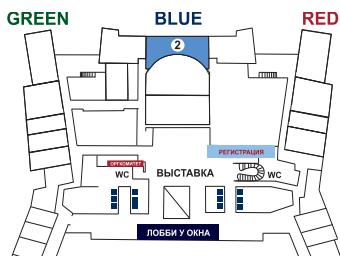 GREEN BLUE RED
2
РЕГИСТРАЦИЯ
ОРГКОМИТЕТ
WC ВЫСТАВКА WC
ЛОББИ У ОКНА